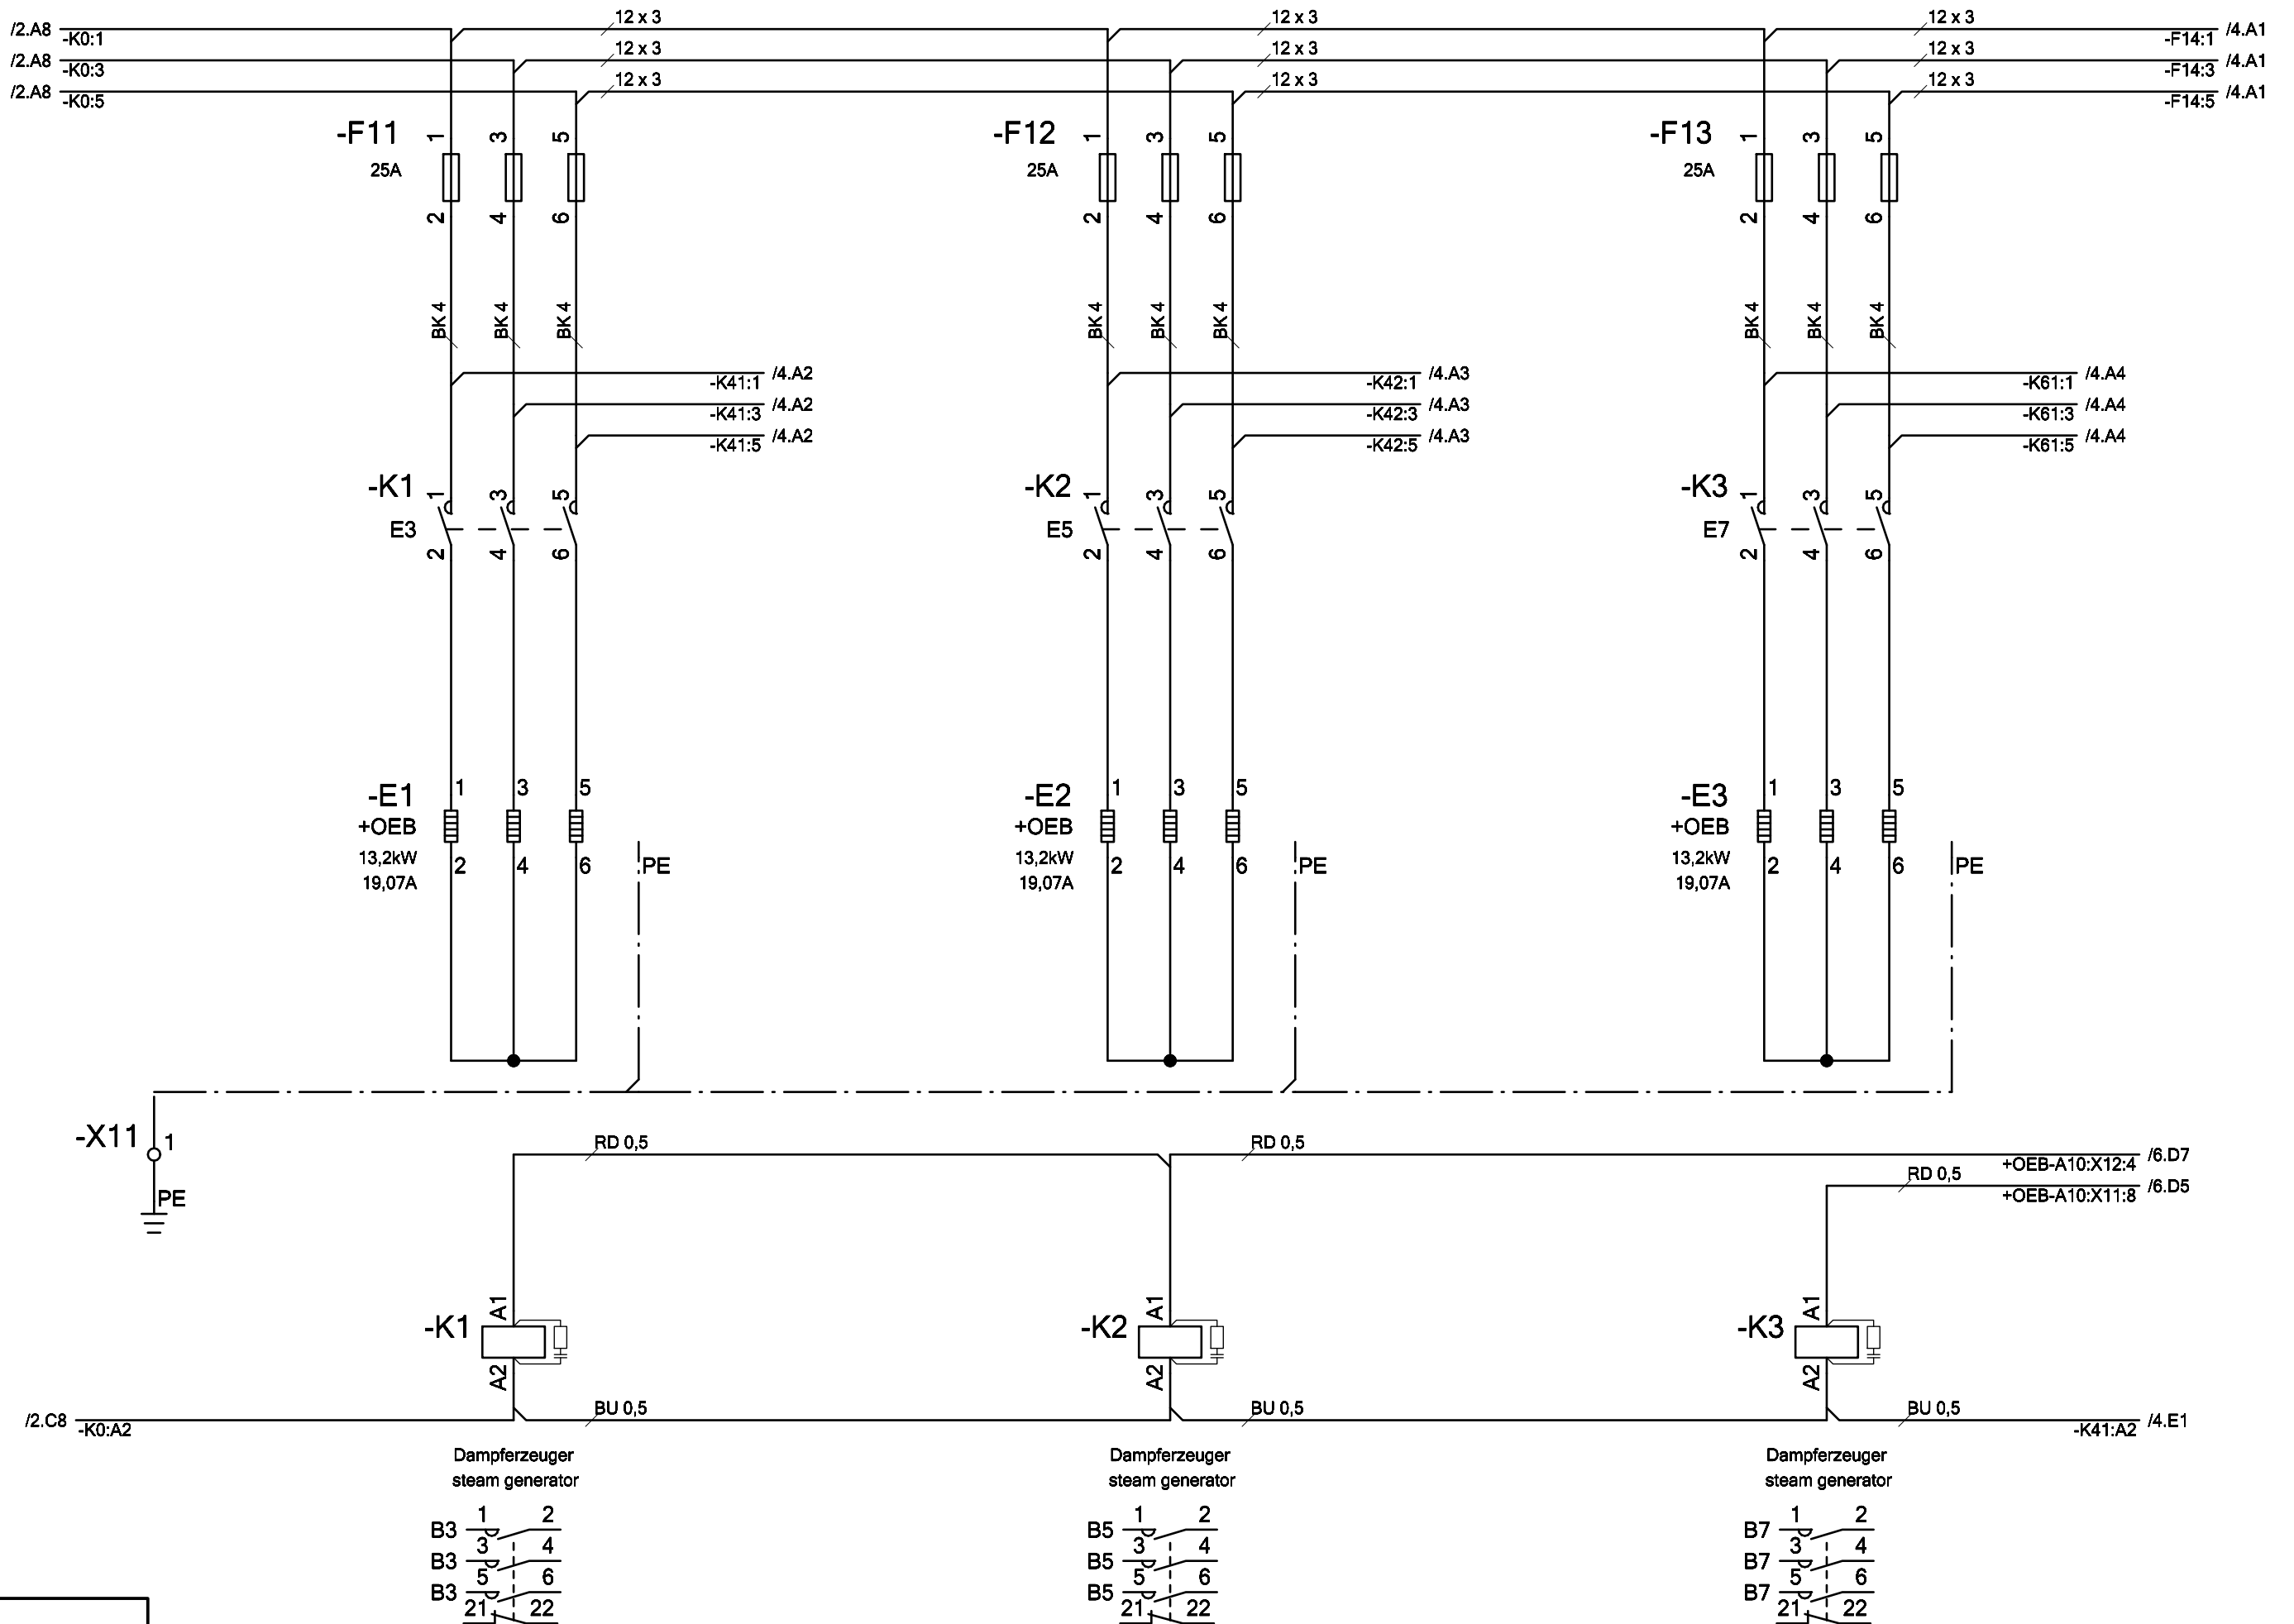 /2.A8 -K0:1 12 x 3 12 x 3 12 x 3 -F14:1 /4.A1
/2.A8 -K0:3 12 x 3 12 x 3 12 x 3 -F14:3 /4.A1
/2.A8 -K0:5 12 x 3 12 x 3 12 x 3 -F14:5 /4.A1
-F11 1 3 5 -F12 1 3 5 -F13 1 3 5
25A 25A 25A
2 4 6 2 4 6 2 4 6
BK 4 BK 4 BK 4 BK 4 BK 4 BK 4 BK 4 BK 4 BK 4
-K41:1 /4.A2 -K42:1 /4.A3 -K61:1 /4.A4
-K41:3 /4.A2 -K42:3 /4.A3 -K61:3 /4.A4
-K41:5 /4.A2 -K42:5 /4.A3 -K61:5 /4.A4
-K1 1 3 5 -K2 1 3 5 -K3 1 3 5
E3 E5 E7
2 4 6 2 4 6 2 4 6
-E1 1 3 5 -E2 1 3 5 -E3 1 3 5
+OEB +OEB +OEB
13,2kW 2 4 6 PE 13,2kW 2 4 6 PE 13,2kW 2 4 6 PE
19,07A 19,07A 19,07A
-X11 1 RD 0,5 RD 0,5 +OEB-A10:X12:4 /6.D7
PE RD 0,5 +OEB-A10:X11:8 /6.D5
A1 A1 A1
-K1 -K2 -K3
A2 A2 A2
/2.C8 -K0:A2 BU 0,5 BU 0,5 BU 0,5 -K41:A2 /4.E1
Dampferzeuger Dampferzeuger Dampferzeuger
steam generator steam generator steam generator
B3 1 2 B5 1 2 B7 1 2
B3 3 4 B5 3 4 B7 3 4
B3 5 6 B5 5 6 B7 5 6
21 22 21 22 21 22